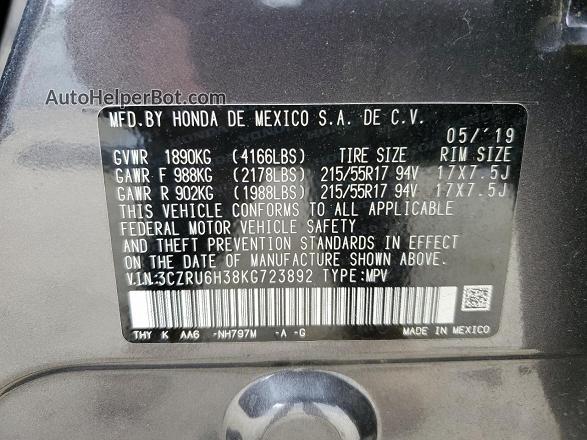 AutoHelperBot.com
MFD.BY HONDA DE MEXICO S.A. DE C.V.
05/'19
GVWR 1890KG (4166LBS) TIRE SIZE RIM SIZE
GAWR F 988KG (2178LBS) 215/55R17 94V 17X7.5J
GAWR R 902KG (1988LBS) 215/55R17 94V 17X7.5J
THIS VEHICLE CONFORMS TO ALL APPLICABLE
FEDERAL MOTOR VEHICLE SAFETY
AND THEFT PREVENTION STANDARDS IN EFFECT
ON THE DATE OF MANUFACTURE SHOWN ABOVE.
V.I.N:3CZRU6H38KG723892 TYPE:MPV
THY K AA6 -NH797M -A -G
MADE IN MEXICO